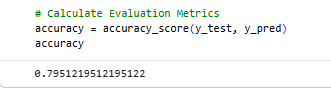 # Calculate Evaluation Metrics
accuracy = accuracy_score(y_test, y_pred)
accuracy
0.7951219512195122